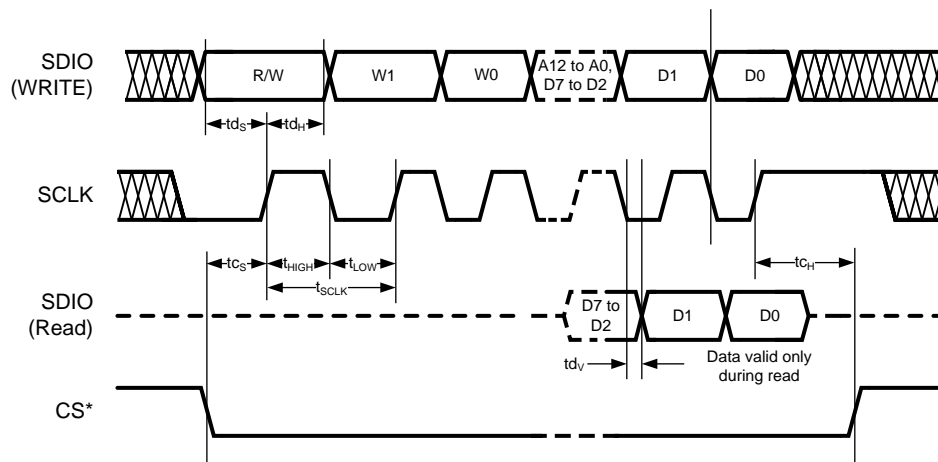 SDIO
(WRITE)
R/W
W1
W0
A12 to A0,
D7 to D2
D1
D0
tdS
tdH
SCLK
tcS
tHIGH
tLOW
tSCLK
tcH
SDIO
(Read)
D7 to
D2
D1
D0
tdV
Data valid only
during read
CS*